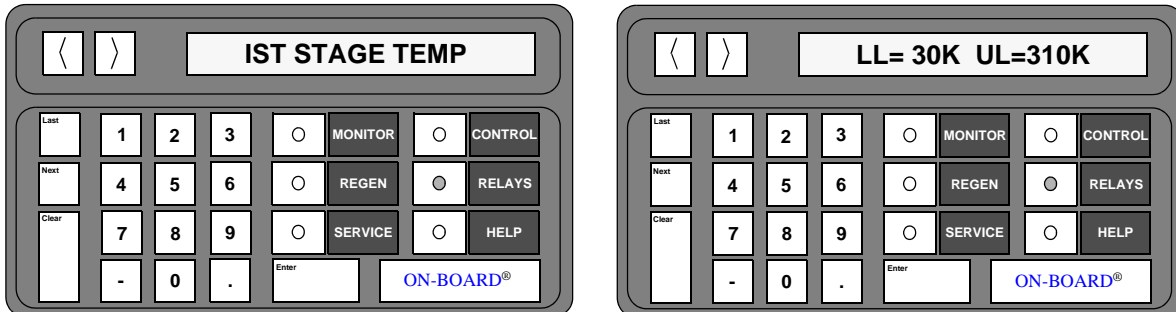 〈 〉 IST STAGE TEMP
Last 1 2 3 MONITOR CONTROL
Next 4 5 6 REGEN RELAYS
Clear 7 8 9 SERVICE HELP
- 0 . Enter ON-BOARD®
〈 〉 LL= 30K UL=310K
Last 1 2 3 MONITOR CONTROL
Next 4 5 6 REGEN RELAYS
Clear 7 8 9 SERVICE HELP
- 0 . Enter ON-BOARD®